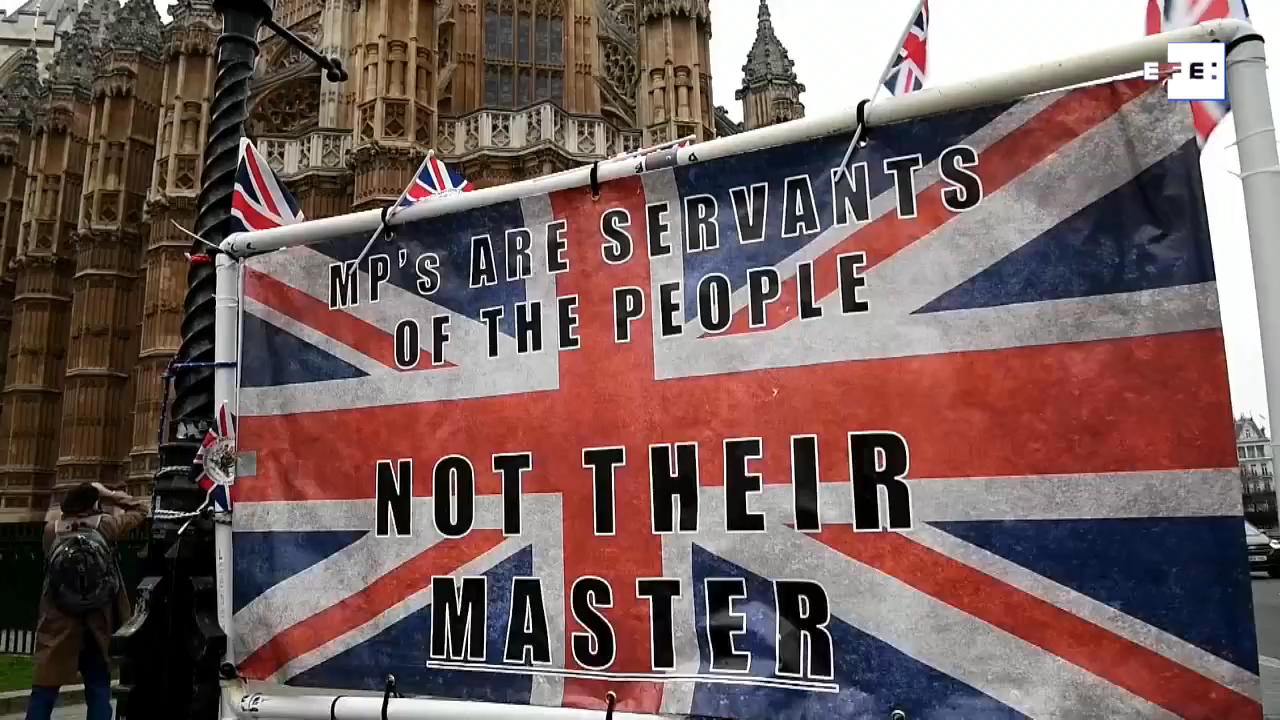 EFE:
MP's ARE SERVANTS
OF THE PEOPLE
NOT THEIR
MASTER